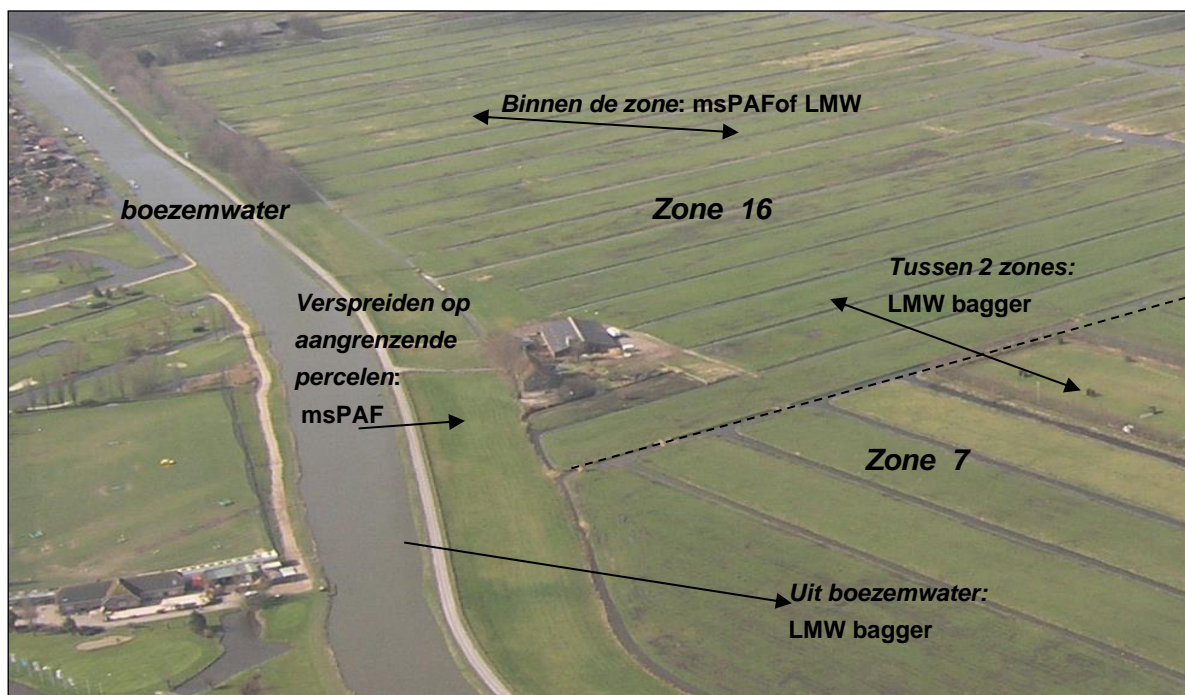 Binnen de zone: msPAFof LMW
boezemwater
Zone 16
Tussen 2 zones:
LMW bagger
Verspreiden op
aangrenzende
percelen:
msPAF
Zone 7
Uit boezemwater:
LMW bagger